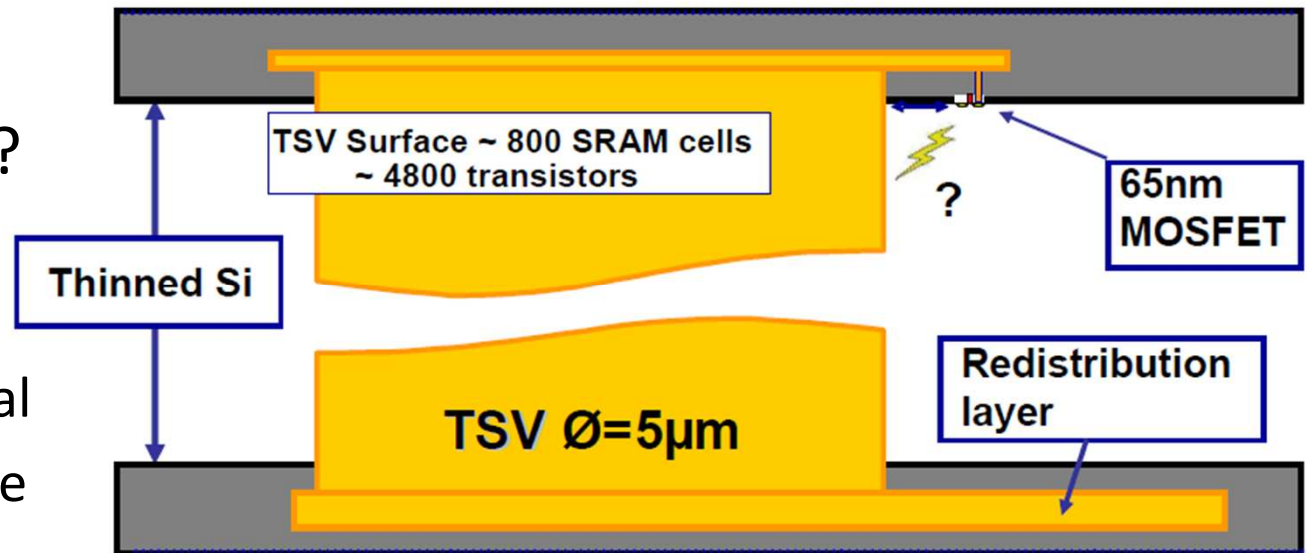 ?
al
e
TSV Surface ~ 800 SRAM cells
~ 4800 transistors
?
65nm
MOSFET
Thinned Si
Redistribution
layer
TSV Ø=5µm